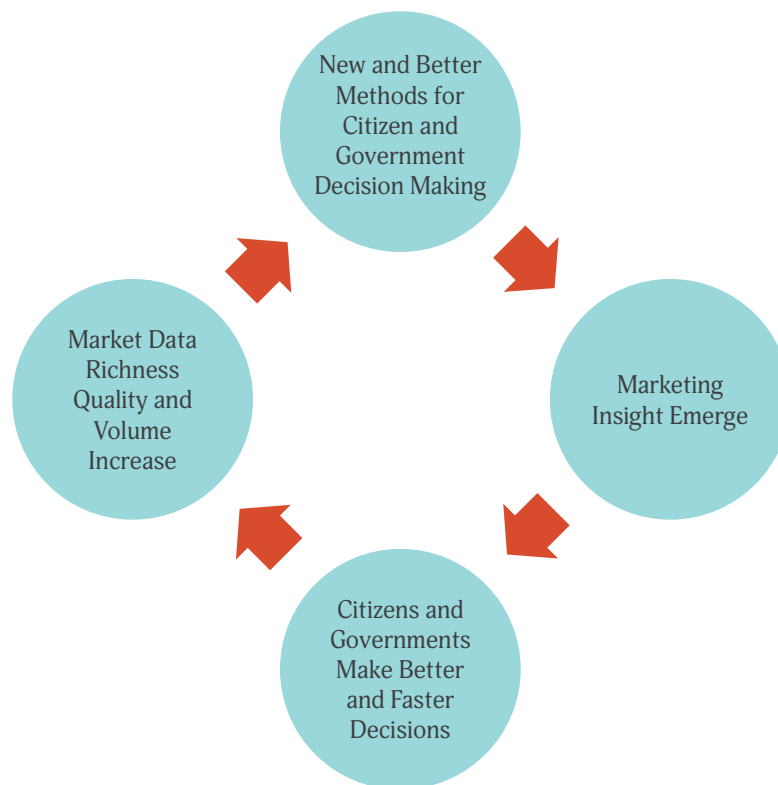 New and Better
Methods for
Citizen and
Government
Decision Making
Market Data
Richness
Quality and
Volume
Increase
Marketing
Insight Emerge
Citizens and
Governments
Make Better
and Faster
Decisions